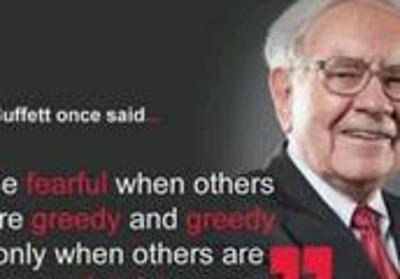 uffett once said...
e fearful when others
re greedy and greedy
only when others are